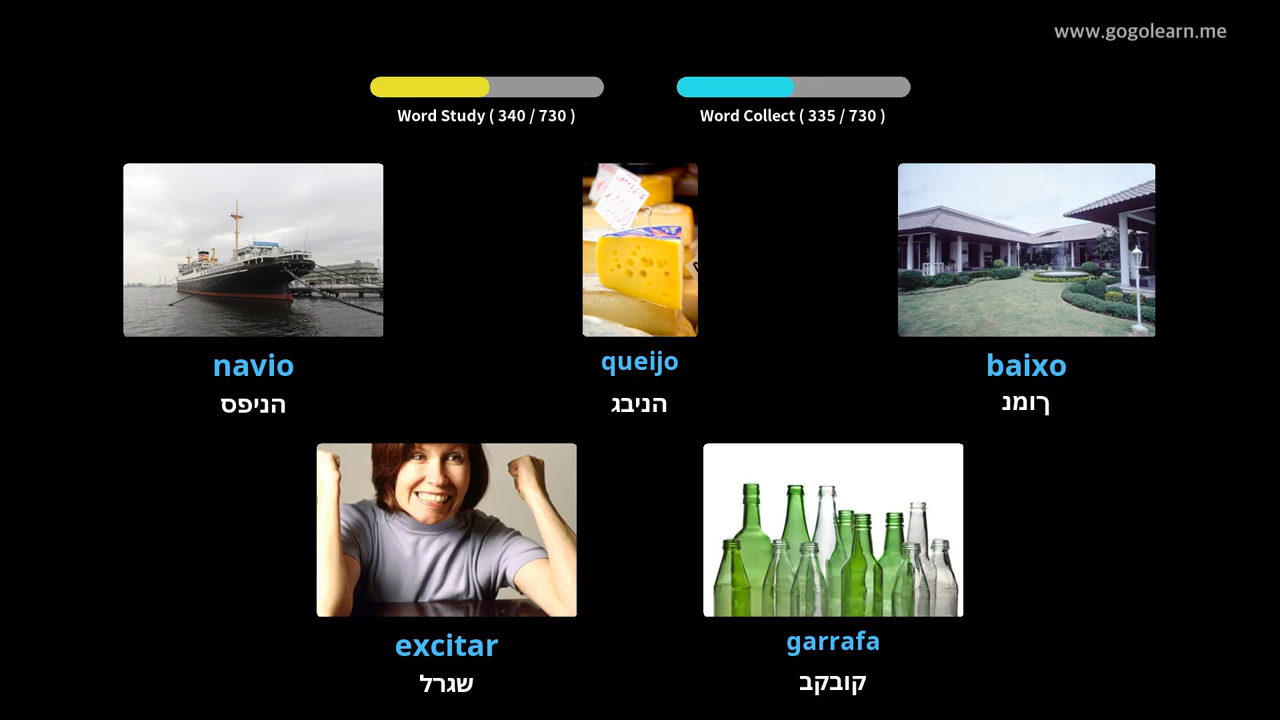 www.gogolearn.me
Word Study ( 340 / 730 )
Word Collect ( 335 / 730 )
navio
הניפס
queijo
הניבג
baixo
ךומנ
excitar
שגרל
garrafa
קובקב